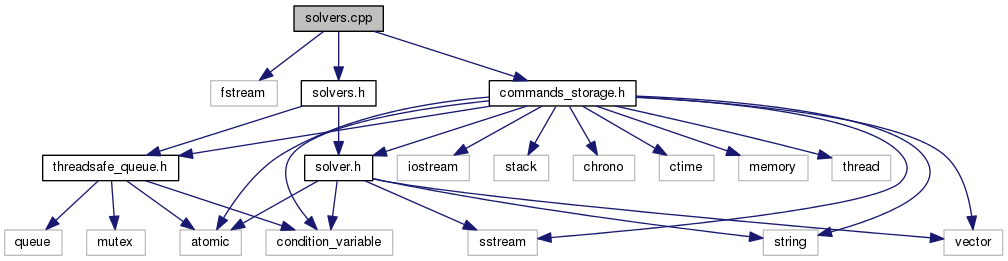 solvers.cpp
fstream
solvers.h
commands_storage.h
threadsafe_queue.h
solver.h
iostream
stack
chrono
ctime
memory
thread
queue
mutex
atomic
condition_variable
sstream
string
vector